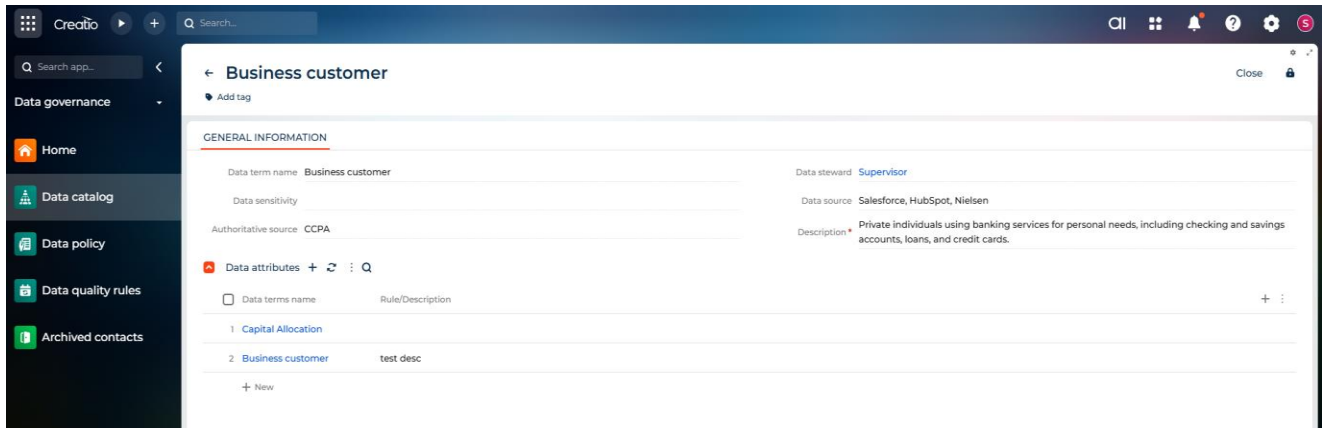 Creatio
Search...
ai
S
Search app...
Data governance
Home
Data catalog
Data policy
Data quality rules
Archived contacts
Business customer
Close
Add tag
GENERAL INFORMATION
Data term name Business customer
Data steward Supervisor
Data sensitivity
Data source Salesforce, HubSpot, Nielsen
Authoritative source CCPA
Description* Private individuals using banking services for personal needs, including checking and savings
accounts, loans, and credit cards.
Data attributes
Data terms name Rule/Description
1 Capital Allocation
2 Business customer test desc
+ New